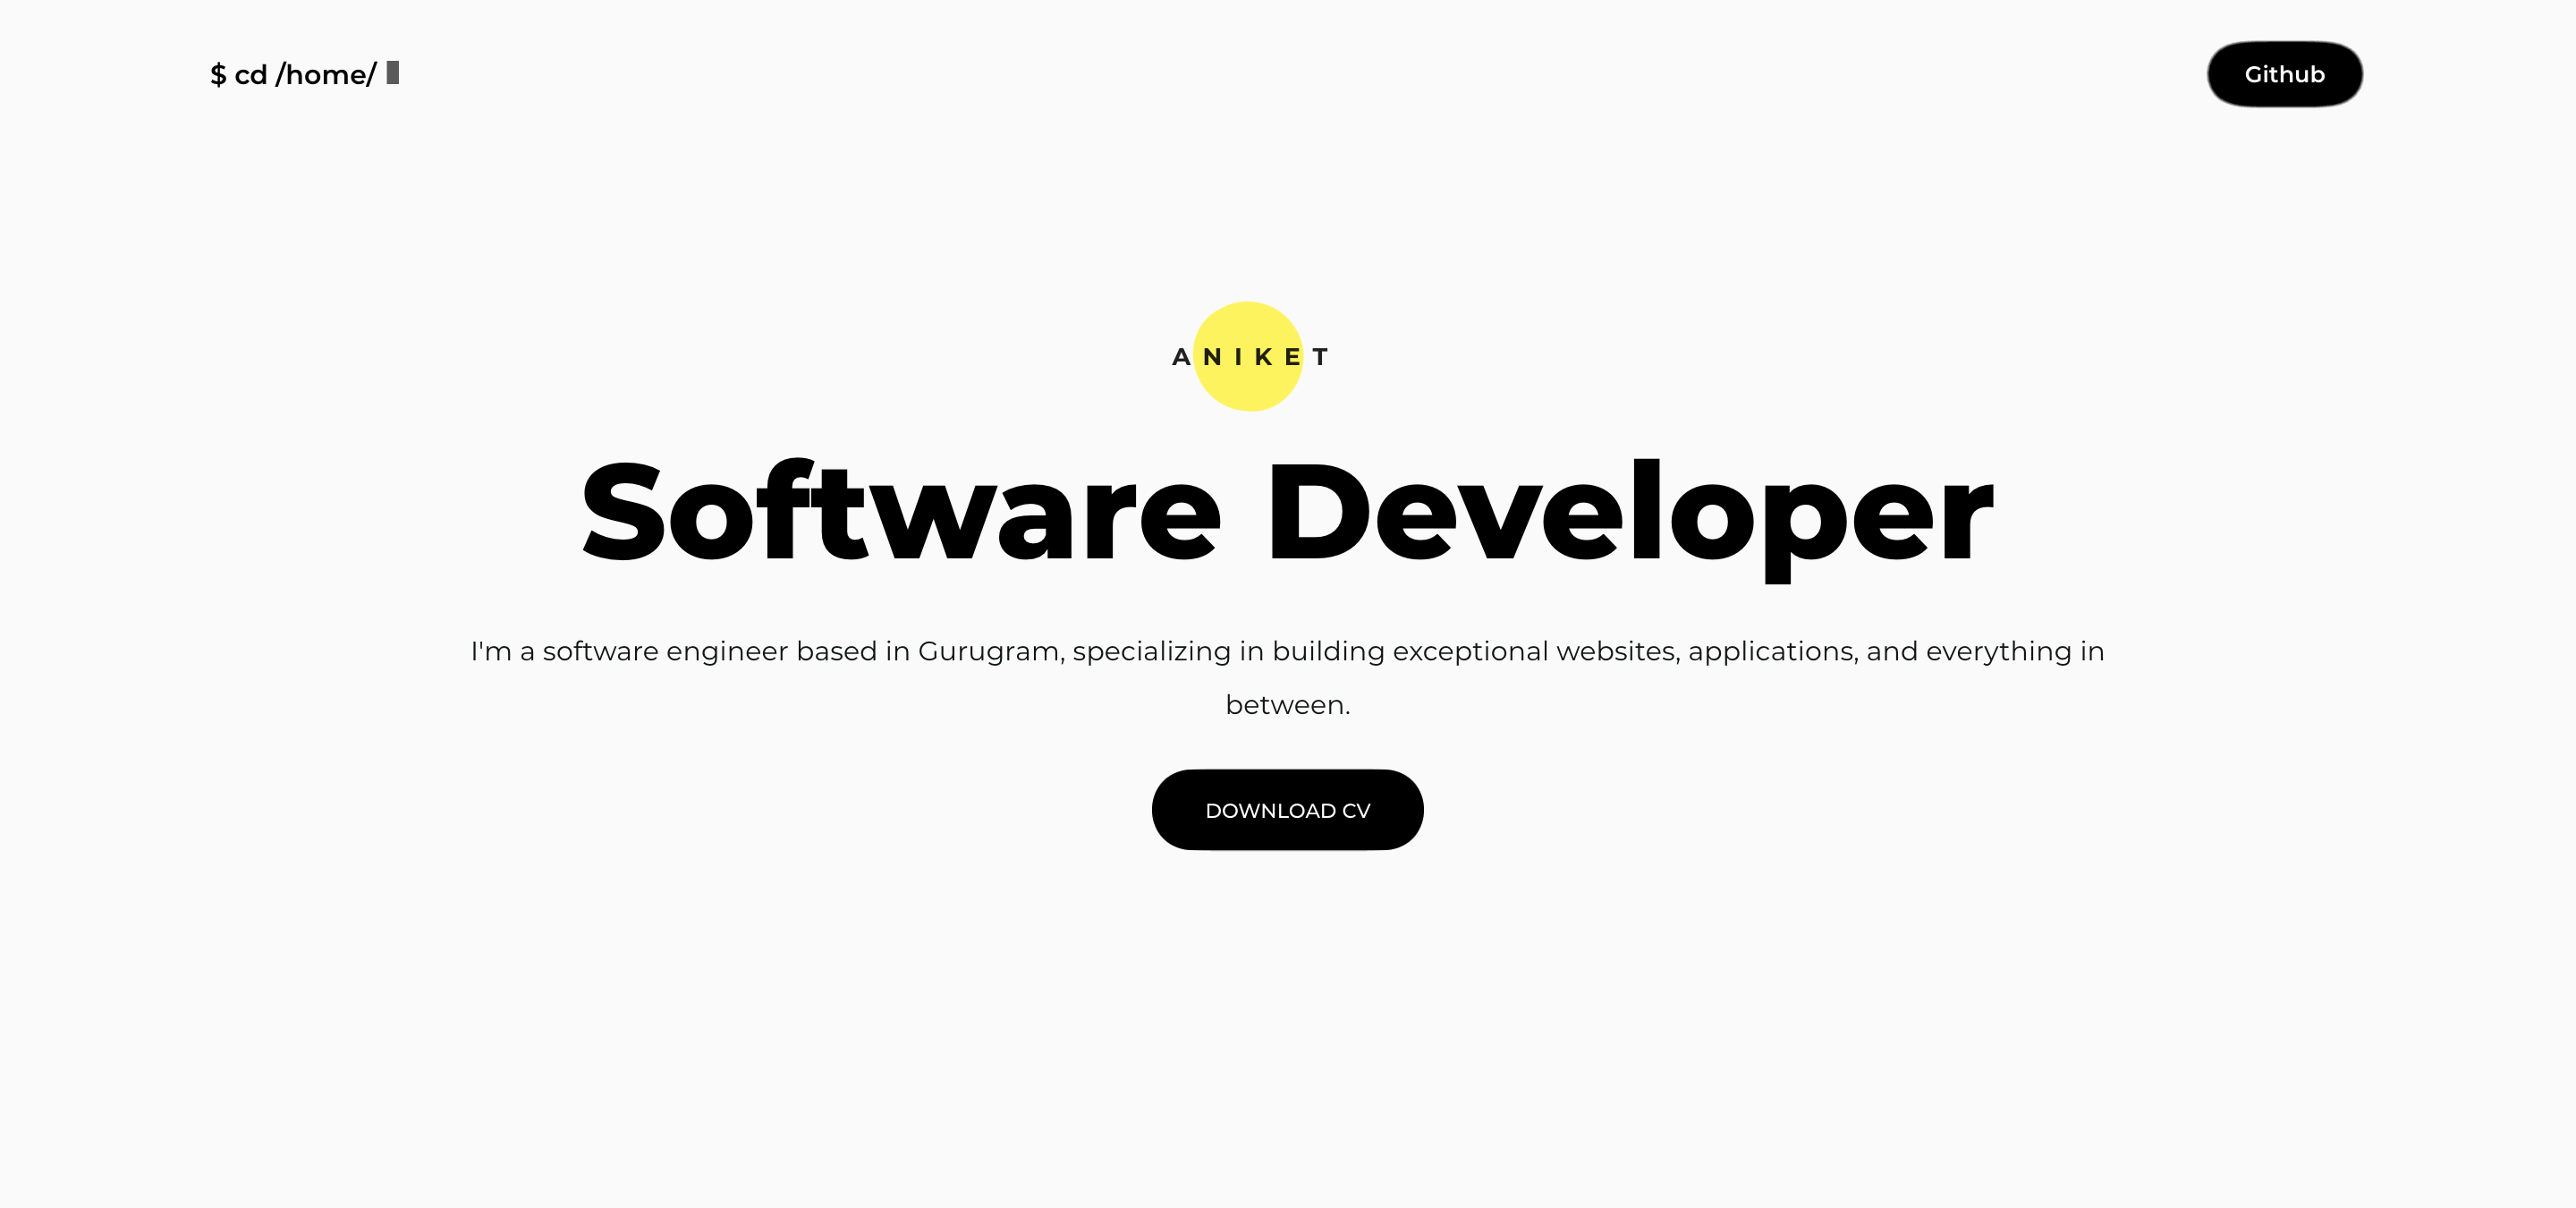 $ cd /home/
Github
ANIKET
Software Developer
I'm a software engineer based in Gurugram, specializing in building exceptional websites, applications, and everything in
between.
DOWNLOAD CV